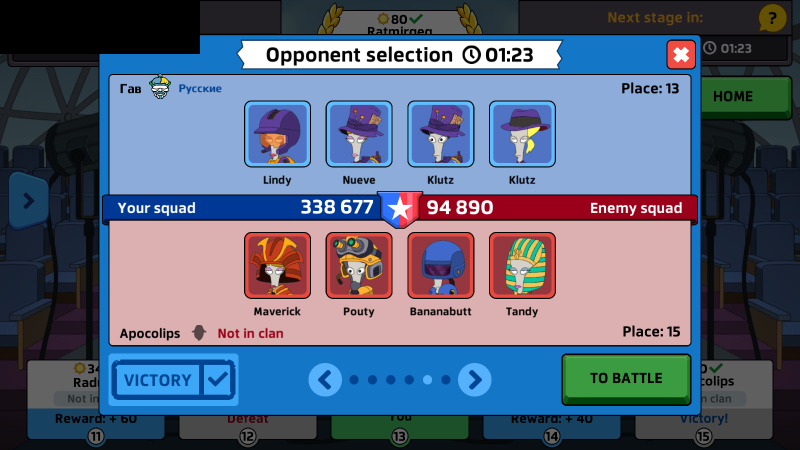 80
Ratmirgeg
Next stage in:
?
01:23
Opponent selection 01:23
HOME
Гав Русские
Place: 13
Lindy Nueve Klutz Klutz
Your squad 338 677 94 890 Enemy squad
Maverick Pouty Bananabutt Tandy
Apocolips Not in clan
Place: 15
VICTORY
TO BATTLE
Reward: + 60
Defeat
Reward: + 40
Victory!
11
12
13
14
15